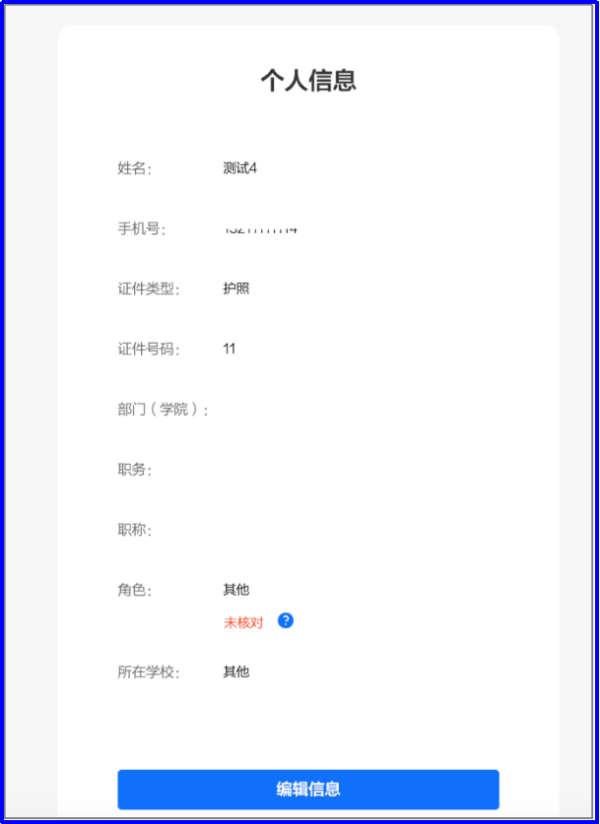 个人信息
姓名： 测试4
手机号：
证件类型： 护照
证件号码： 11
部门（学院）：
职务：
职称：
角色： 其他
未核对 ?
所在学校： 其他
编辑信息